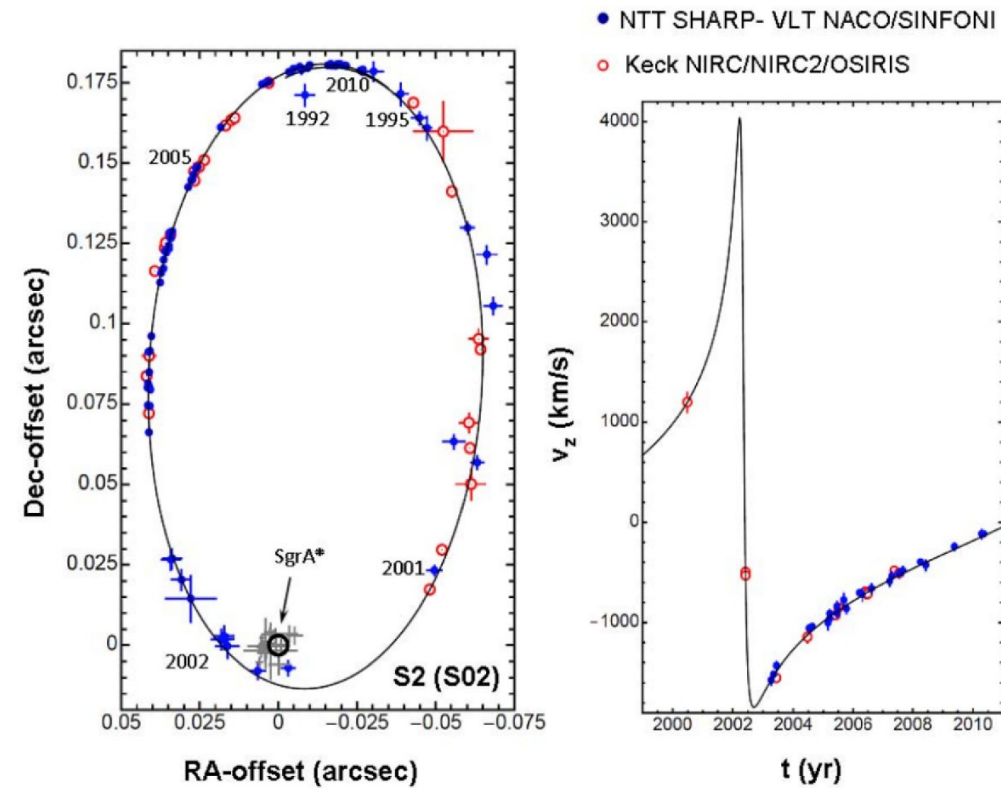 NTT SHARP- VLT NACO/SINFONI
Keck NIRC/NIRC2/OSIRIS
0.175
0.15
0.125
0.1
0.075
0.05
0.025
0
Dec-offset (arcsec)
2010
1992
1995
2005
SgrA*
2001
2002
S2 (S02)
0.05 0.025 0 -0.025 -0.05 -0.075
RA-offset (arcsec)
4000
3000
2000
1000
0
-1000
v_z (km/s)
2000 2002 2004 2006 2008 2010
t (yr)